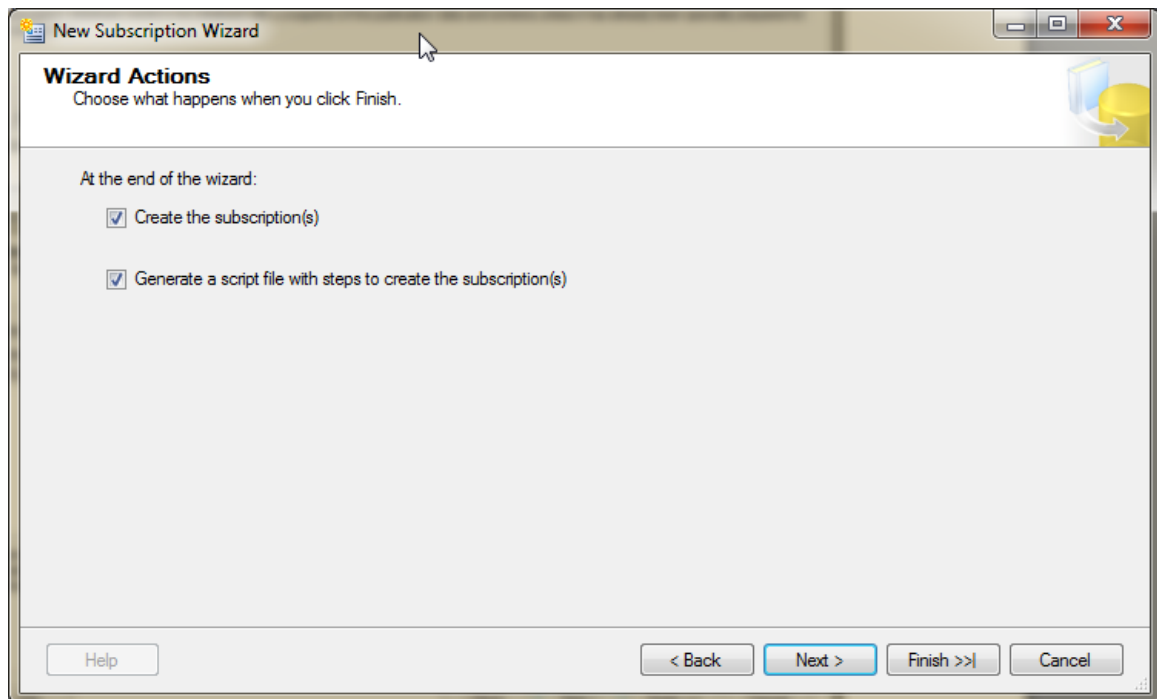 New Subscription Wizard
Wizard Actions
Choose what happens when you click Finish.
At the end of the wizard:
Create the subscription(s)
Generate a script file with steps to create the subscription(s)
Help
< Back
Next >
Finish >>|
Cancel